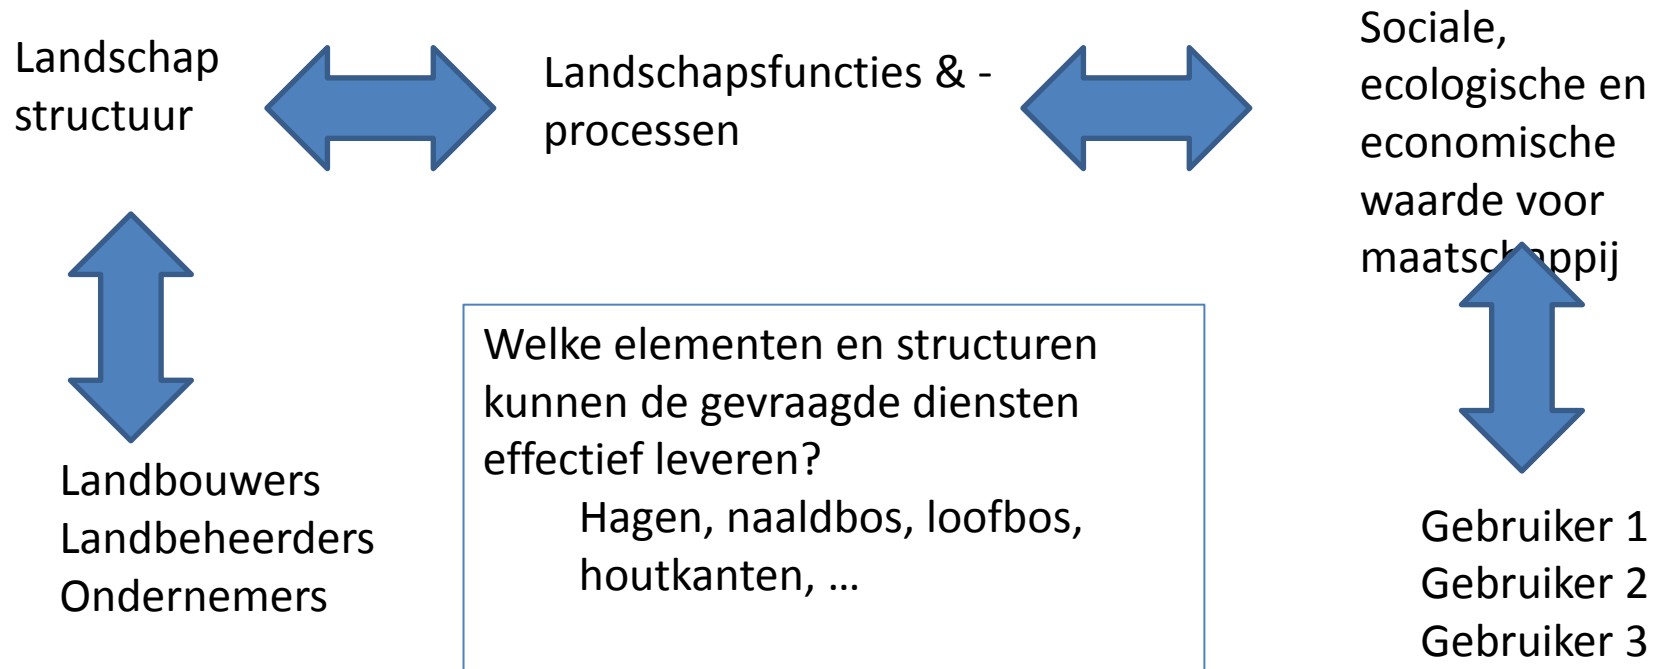 Landschap
structuur
Landschapsfuncties & -
processen
Sociale,
ecologische en
economische
waarde voor
maatschappij
Welke elementen en structuren
kunnen de gevraagde diensten
effectief leveren?
Hagen, naaldbos, loofbos,
houtkanten, ...
Landbouwers
Landbeheerders
Ondernemers
Gebruiker 1
Gebruiker 2
Gebruiker 3